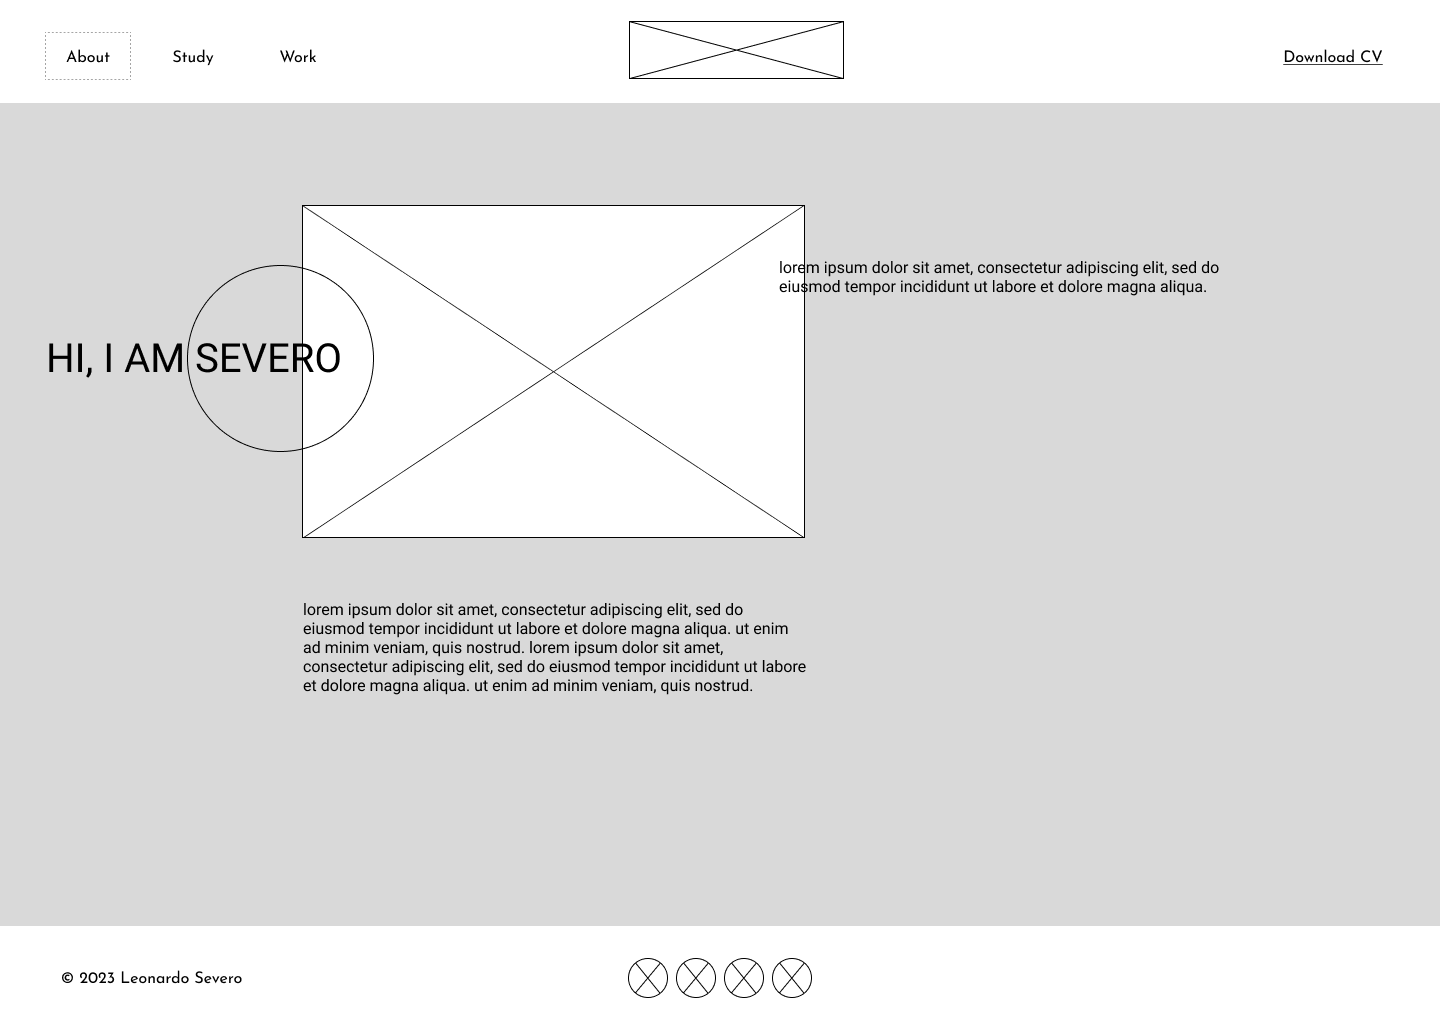 About
Study
Work
Download CV
lorem ipsum dolor sit amet, consectetur adipiscing elit, sed do
eiusmod tempor incididunt ut labore et dolore magna aliqua.
HI, I AM SEVERO
lorem ipsum dolor sit amet, consectetur adipiscing elit, sed do
eiusmod tempor incididunt ut labore et dolore magna aliqua. ut enim
ad minim veniam, quis nostrud. lorem ipsum dolor sit amet,
consectetur adipiscing elit, sed do eiusmod tempor incididunt ut labore
et dolore magna aliqua. ut enim ad minim veniam, quis nostrud.
© 2023 Leonardo Severo